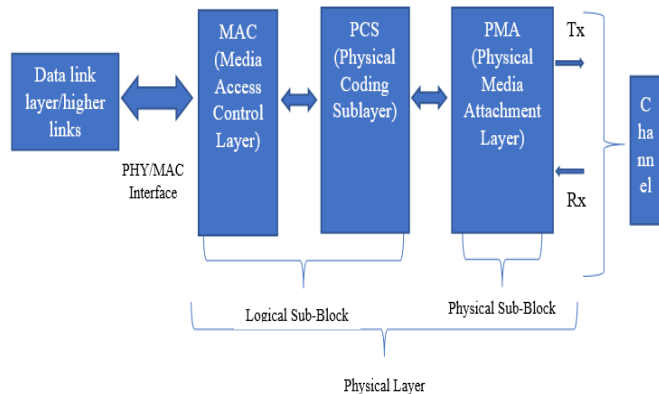 Data link
layer/higher
links
PHY/MAC
Interface
MAC
(Media
Access
Control
Layer)
PCS
(Physical
Coding
Sublayer)
PMA
(Physical
Media
Attachment
Layer)
Tx
Rx
C
ha
nn
el
Logical Sub-Block
Physical Sub-Block
Physical Layer